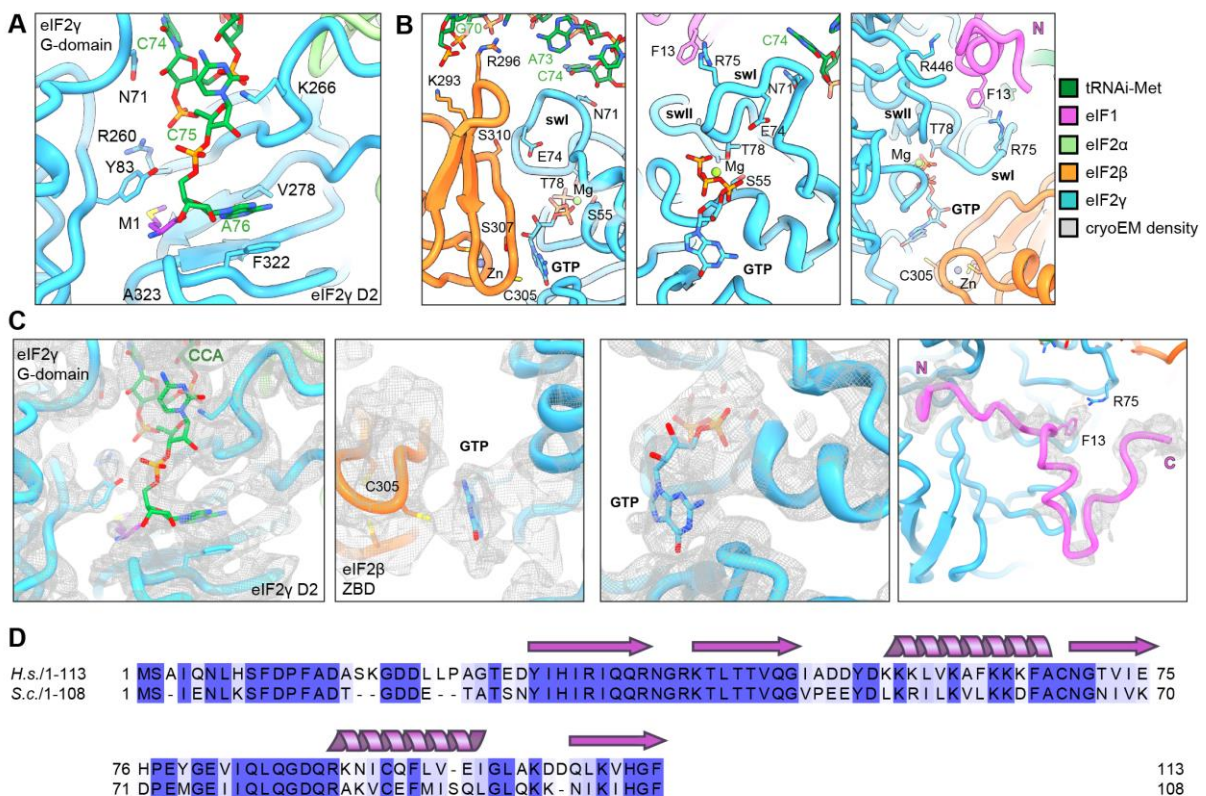 A
eIF2γ
G-domain
C74
N71
K266
R260
C75
Y83
V278
M1
A76
F322
A323
eIF2γ D2
B
G70
R296
A73
C74
K293
N71
swI
S310
E74
T78
Mg
S55
S307
GTP
Zn
C305
F13
R75
C74
swI
N71
swII
E74
T78
Mg
S55
GTP
N
R446
F13
swII
T78
Mg
R75
swI
GTP
C305
Zn
tRNAi-Met
eIF1
eIF2α
eIF2β
eIF2γ
cryoEM density
C
eIF2γ
G-domain
CCA
eIF2γ D2
GTP
C305
eIF2β
ZBD
GTP
N
R75
F13
C
D
H.s./1-113 1 MSAIQNLHSFDPFADASKGDDLLPAGTEDYIHIRIQQRNGRKTLTTVQGIADDYDKKKLVKAFKKKFACNGTVIE 75
S.c./1-108 1 MS-IENLKSFDPFADT--GDDE--TATSNYIHIRIQQRNGRKTLTTVQGVPEEYDLKRILKVLKKDFACNGNIVK 70
76 HPEYGEVIQLQGDQRKNICQFLV-EIGLAKDDQLKVHGF 113
71 DPEMGEIIQLQGDQRAKVCEFMISQLGLQKK-NIKIHGF 108